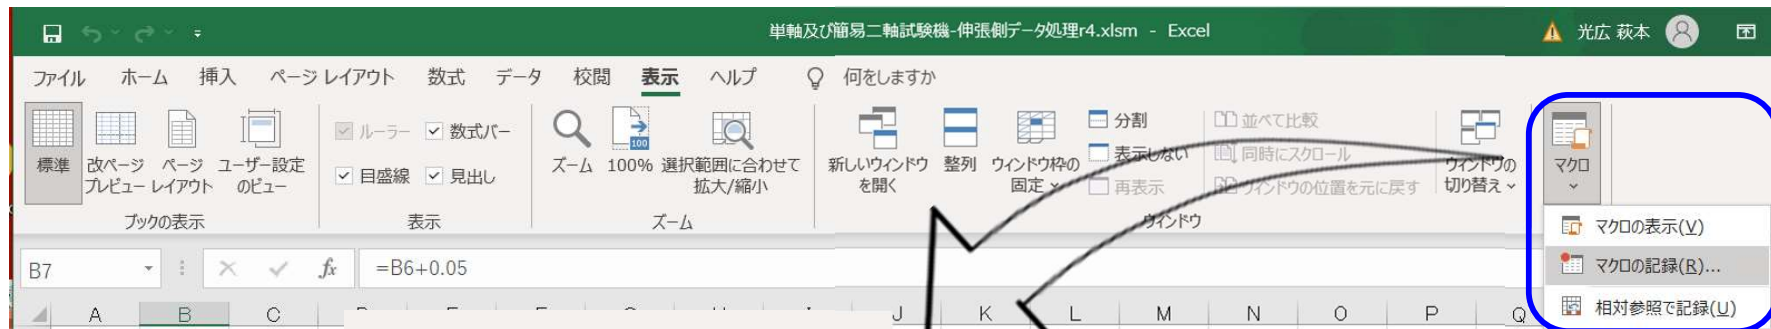 単軸及び簡易二軸試験機-伸張側データ処理r4.xlsm - Excel
光広 萩本
ファイル ホーム 挿入 ページ レイアウト 数式 データ 校閲 表示 ヘルプ 何をしますか
標準
改ページ
プレビュー
ページ
レイアウト
ユーザー設定
のビュー
ブックの表示
ルーラー
数式バー
目盛線
見出し
表示
ズーム
100%
選択範囲に合わせて
拡大/縮小
ズーム
新しいウィンドウ
を開く
整列
ウィンドウ枠の
固定
分割
表示しない
再表示
並べて比較
同時にスクロール
ウィンドウの位置を元に戻す
ウィンドウの
切り替え
ウィンドウ
マクロ
マクロの表示(V)
マクロの記録(R)...
相対参照で記録(U)
B7
fx
=B6+0.05
A B C J K L M N O P Q